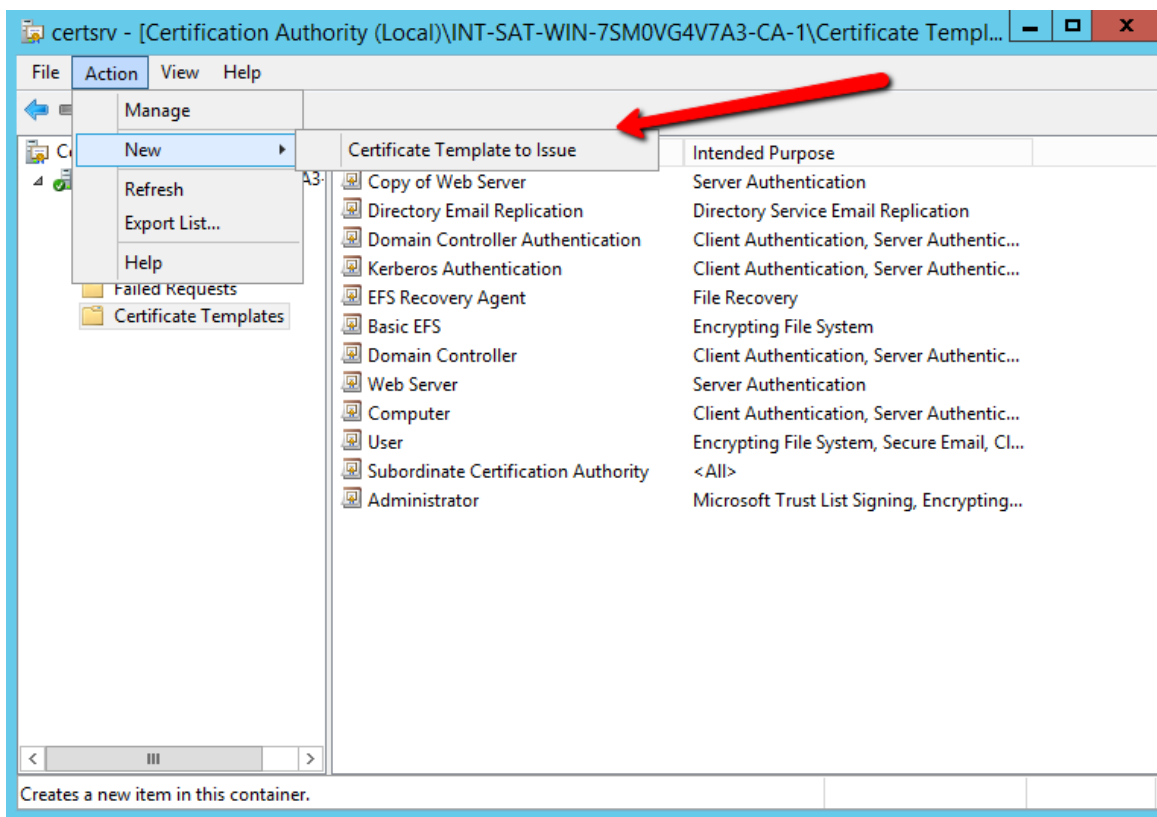 certsrv - [Certification Authority (Local)\INT-SAT-WIN-7SM0VG4V7A3-CA-1\Certificate Templ...
File Action View Help
Manage
New
Certificate Template to Issue
Refresh
Export List...
Help
A3-
Failed Requests
Certificate Templates
Intended Purpose
Copy of Web Server Server Authentication
Directory Email Replication Directory Service Email Replication
Domain Controller Authentication Client Authentication, Server Authentic...
Kerberos Authentication Client Authentication, Server Authentic...
EFS Recovery Agent File Recovery
Basic EFS Encrypting File System
Domain Controller Client Authentication, Server Authentic...
Web Server Server Authentication
Computer Client Authentication, Server Authentic...
User Encrypting File System, Secure Email, Cl...
Subordinate Certification Authority <All>
Administrator Microsoft Trust List Signing, Encrypting...
Creates a new item in this container.